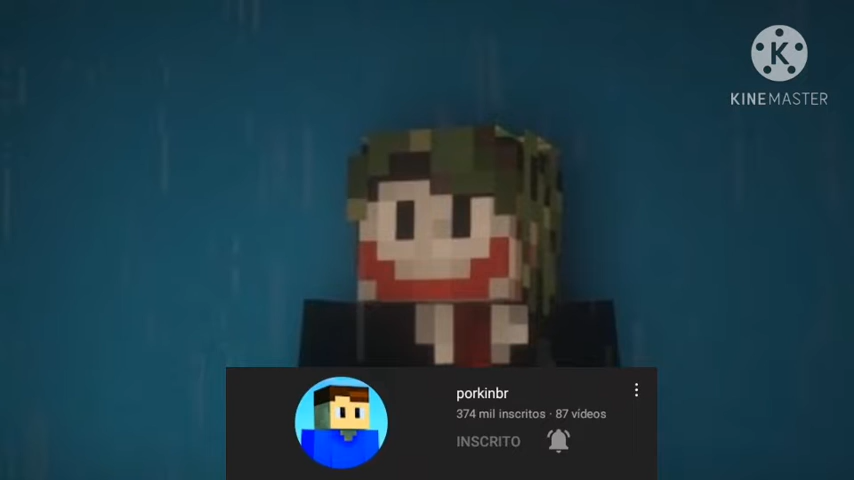 K
KINEMASTER
porkinbr
374 mil inscritos · 87 vídeos
INSCRITO